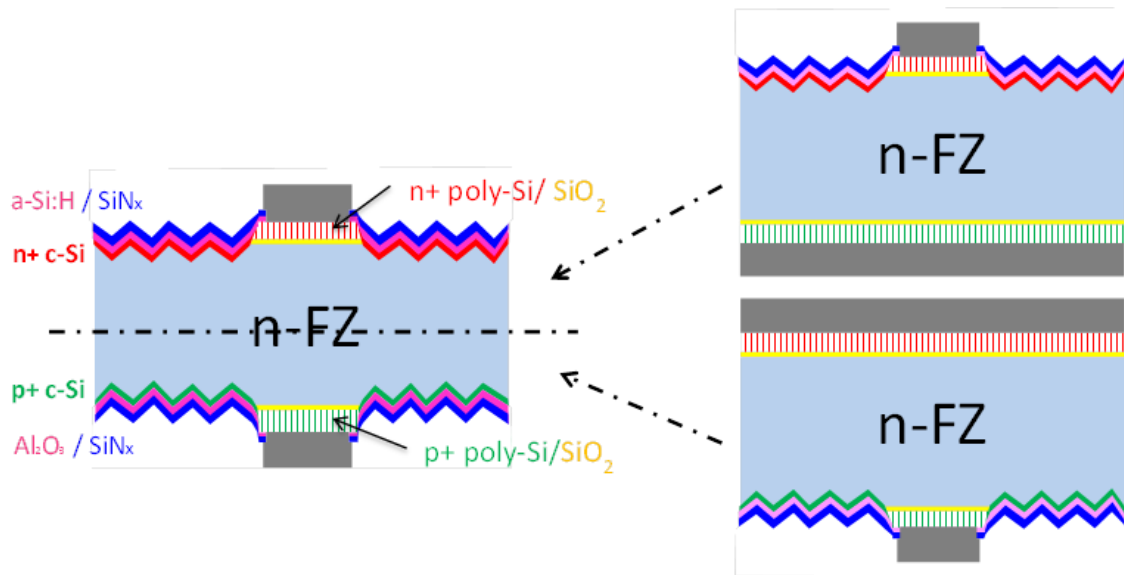 n-FZ
a-Si:H / SiNₓ
n+ poly-Si/ SiO₂
n+ c-Si
n-FZ
p+ c-Si
Al₂O₃ / SiNₓ
p+ poly-Si/SiO₂
n-FZ